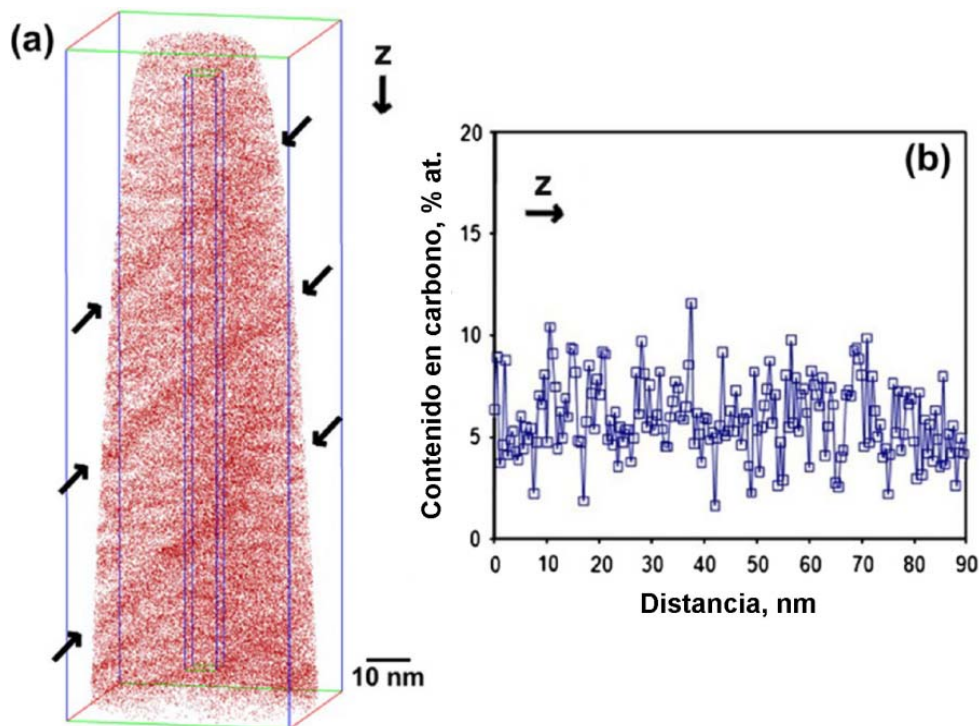 (a)
z
10 nm
(b)
z
Contenido en carbono, % at.
20
15
10
5
0
0 10 20 30 40 50 60 70 80 90
Distancia, nm